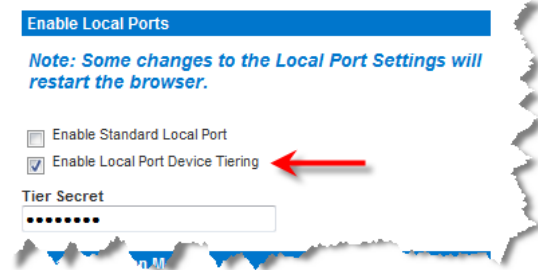 Enable Local Ports
Note: Some changes to the Local Port Settings will
restart the browser.
Enable Standard Local Port
Enable Local Port Device Tiering
Tier Secret
••••••••